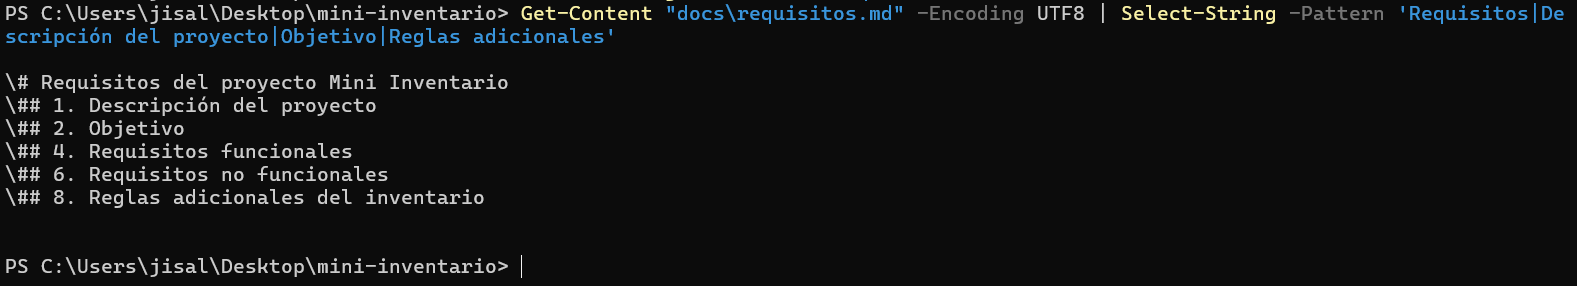 PS C:\Users\jisal\Desktop\mini-inventario> Get-Content "docs\requisitos.md" -Encoding UTF8 | Select-String -Pattern 'Requisitos|De
scripción del proyecto|Objetivo|Reglas adicionales'
\# Requisitos del proyecto Mini Inventario
\## 1. Descripción del proyecto
\## 2. Objetivo
\## 4. Requisitos funcionales
\## 6. Requisitos no funcionales
\## 8. Reglas adicionales del inventario
PS C:\Users\jisal\Desktop\mini-inventario>